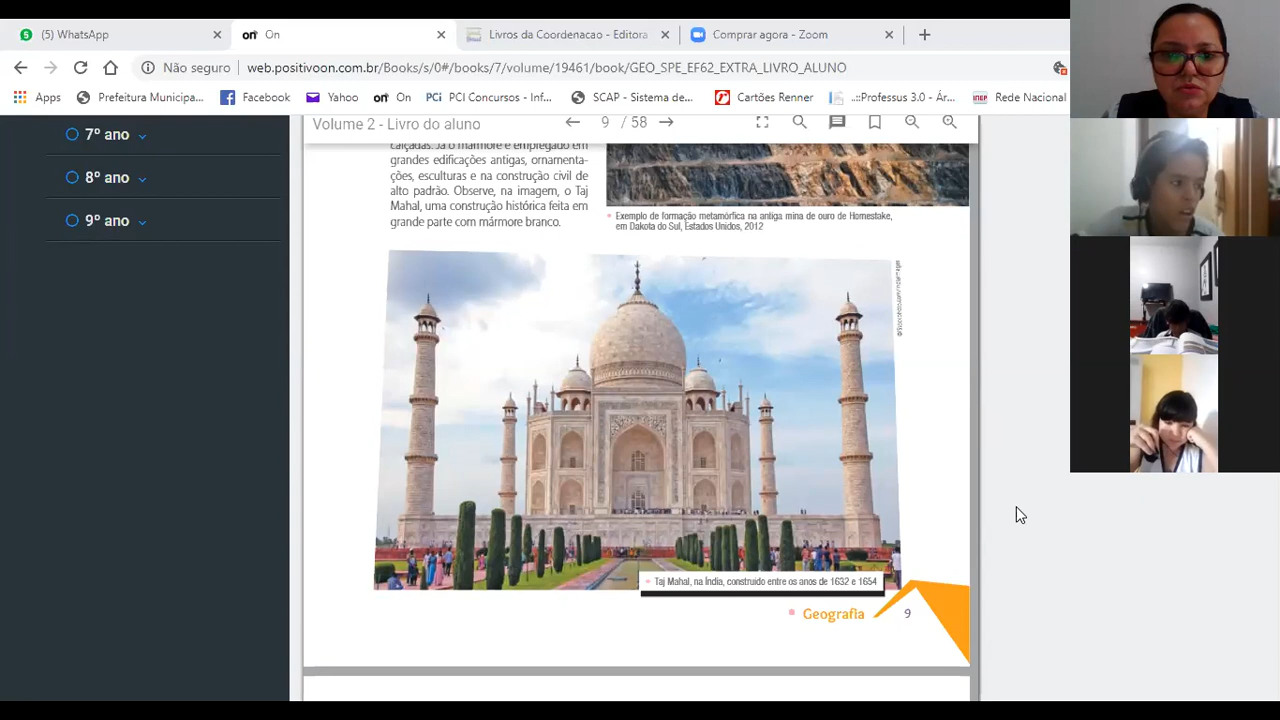 (5) WhatsApp
On
Livros da Coordenacao - Editora
Comprar agora - Zoom
Não seguro
web.positivoon.com.br/Books/s/0#/books/7/volume/19461/book/GEO_SPE_EF62_EXTRA_LIVRO_ALUNO
Apps
Prefeitura Municipa...
Facebook
Yahoo
On
PCI Concursos - Inf...
SCAP - Sistema de...
Cartões Renner
..::Professus 3.0 - Ár...
Rede Nacional
7º ano
8º ano
9º ano
Volume 2 - Livro do aluno
9 / 58
calçadas. Já o mármore é empregado em
grandes edificações antigas, ornamenta-
ções, esculturas e na construção civil de
alto padrão. Observe, na imagem, o Taj
Mahal, uma construção histórica feita em
grande parte com mármore branco.
Exemplo de formação metamórfica na antiga mina de ouro de Homestake,
em Dakota do Sul, Estados Unidos, 2012
Taj Mahal, na Índia, construído entre os anos de 1632 e 1654
Geografia 9